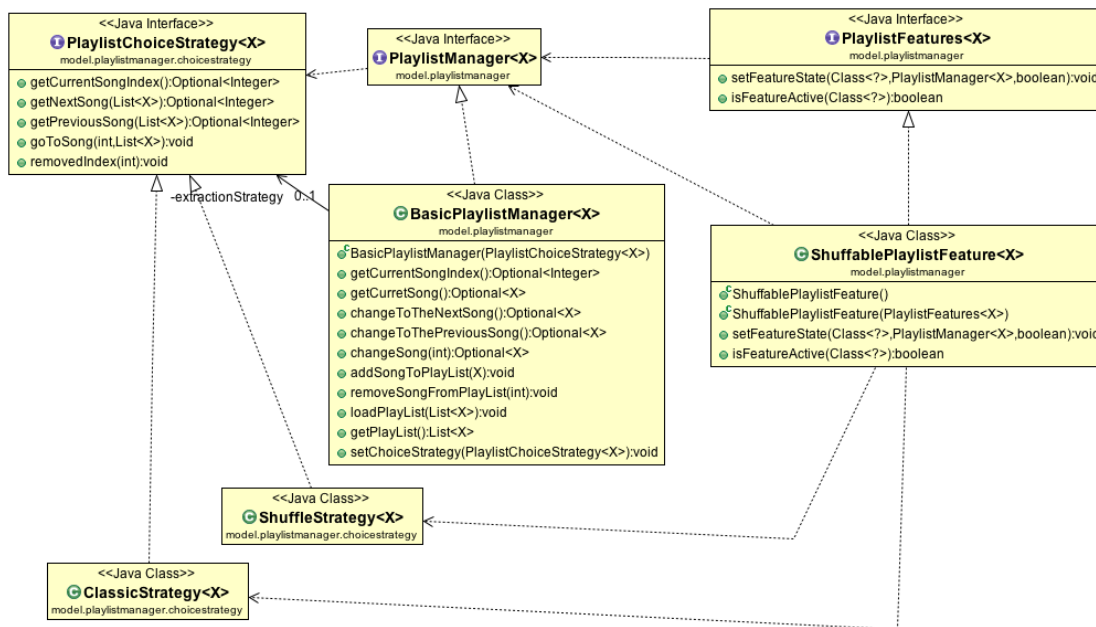 <<Java Interface>>
PlaylistChoiceStrategy<X>
model.playlistmanager.choicestrategy
getCurrentSongIndex():Optional<Integer>
getNextSong(List<X>):Optional<Integer>
getPreviousSong(List<X>):Optional<Integer>
goToSong(int,List<X>):void
removedIndex(int):void
<<Java Interface>>
PlaylistManager<X>
model.playlistmanager
<<Java Interface>>
PlaylistFeatures<X>
model.playlistmanager
setFeatureState(Class<?>,PlaylistManager<X>,boolean):void
isFeatureActive(Class<?>):boolean
-extractionStrategy 0..1
<<Java Class>>
BasicPlaylistManager<X>
model.playlistmanager
BasicPlaylistManager(PlaylistChoiceStrategy<X>)
getCurrentSongIndex():Optional<Integer>
getCurretSong():Optional<X>
changeToTheNextSong():Optional<X>
changeToThePreviousSong():Optional<X>
changeSong(int):Optional<X>
addSongToPlayList(X):void
removeSongFromPlayList(int):void
loadPlayList(List<X>):void
getPlayList():List<X>
setChoiceStrategy(PlaylistChoiceStrategy<X>):void
<<Java Class>>
ShuffablePlaylistFeature<X>
model.playlistmanager
ShuffablePlaylistFeature()
ShuffablePlaylistFeature(PlaylistFeatures<X>)
setFeatureState(Class<?>,PlaylistManager<X>,boolean):void
isFeatureActive(Class<?>):boolean
<<Java Class>>
ShuffleStrategy<X>
model.playlistmanager.choicestrategy
<<Java Class>>
ClassicStrategy<X>
model.playlistmanager.choicestrategy